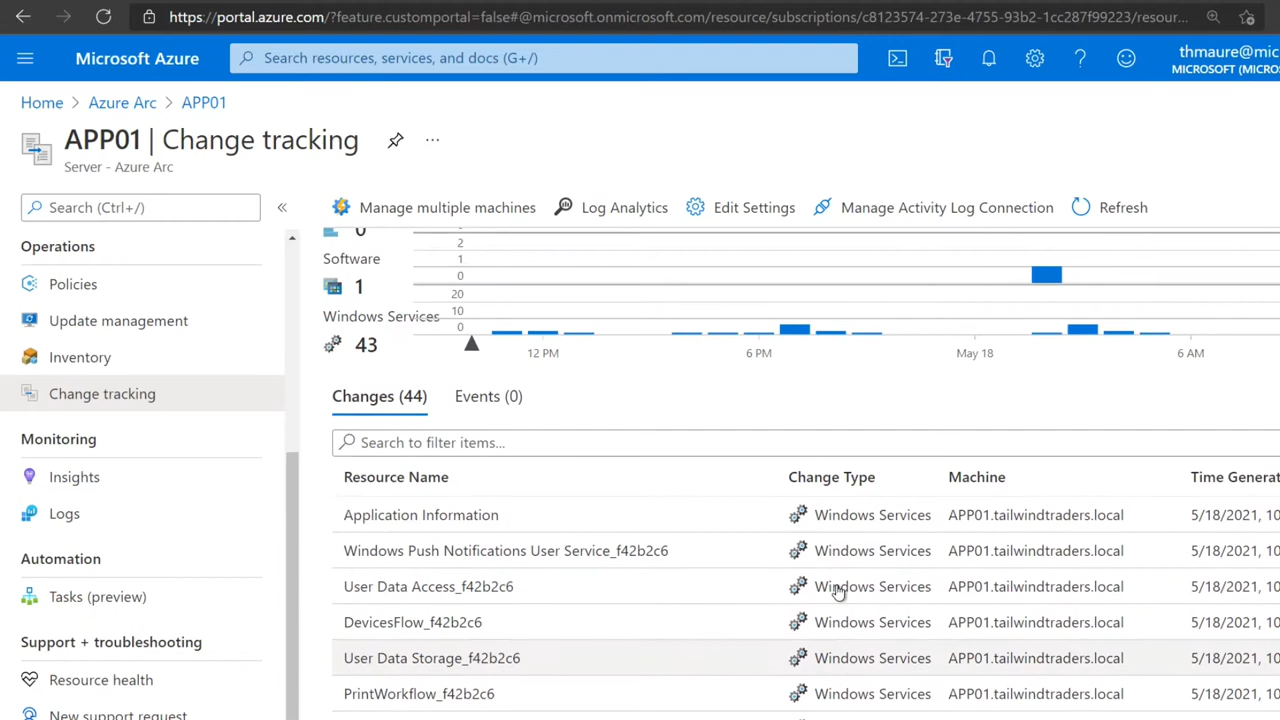 https://portal.azure.com/?feature.customportal=false#@microsoft.onmicrosoft.com/resource/subscriptions/c8123574-273e-4755-93b2-1cc287f99223/resour...
Microsoft Azure
Search resources, services, and docs (G+/)
thmaure@mic
MICROSOFT (MICROS
Home > Azure Arc > APP01
APP01 | Change tracking
Server - Azure Arc
Search (Ctrl+/)
Manage multiple machines Log Analytics Edit Settings Manage Activity Log Connection Refresh
Operations
Policies
Update management
Inventory
Change tracking
Monitoring
Insights
Logs
Automation
Tasks (preview)
Support + troubleshooting
Resource health
New support request
0
Software
1
Windows Services
43
2
1
0
20
10
0
12 PM 6 PM May 18 6 AM
Changes (44) Events (0)
Search to filter items...
Resource Name Change Type Machine Time Generat
Application Information Windows Services APP01.tailwindtraders.local 5/18/2021, 10
Windows Push Notifications User Service_f42b2c6 Windows Services APP01.tailwindtraders.local 5/18/2021, 10
User Data Access_f42b2c6 Windows Services APP01.tailwindtraders.local 5/18/2021, 10
DevicesFlow_f42b2c6 Windows Services APP01.tailwindtraders.local 5/18/2021, 10
User Data Storage_f42b2c6 Windows Services APP01.tailwindtraders.local 5/18/2021, 10
PrintWorkflow_f42b2c6 Windows Services APP01.tailwindtraders.local 5/18/2021, 10